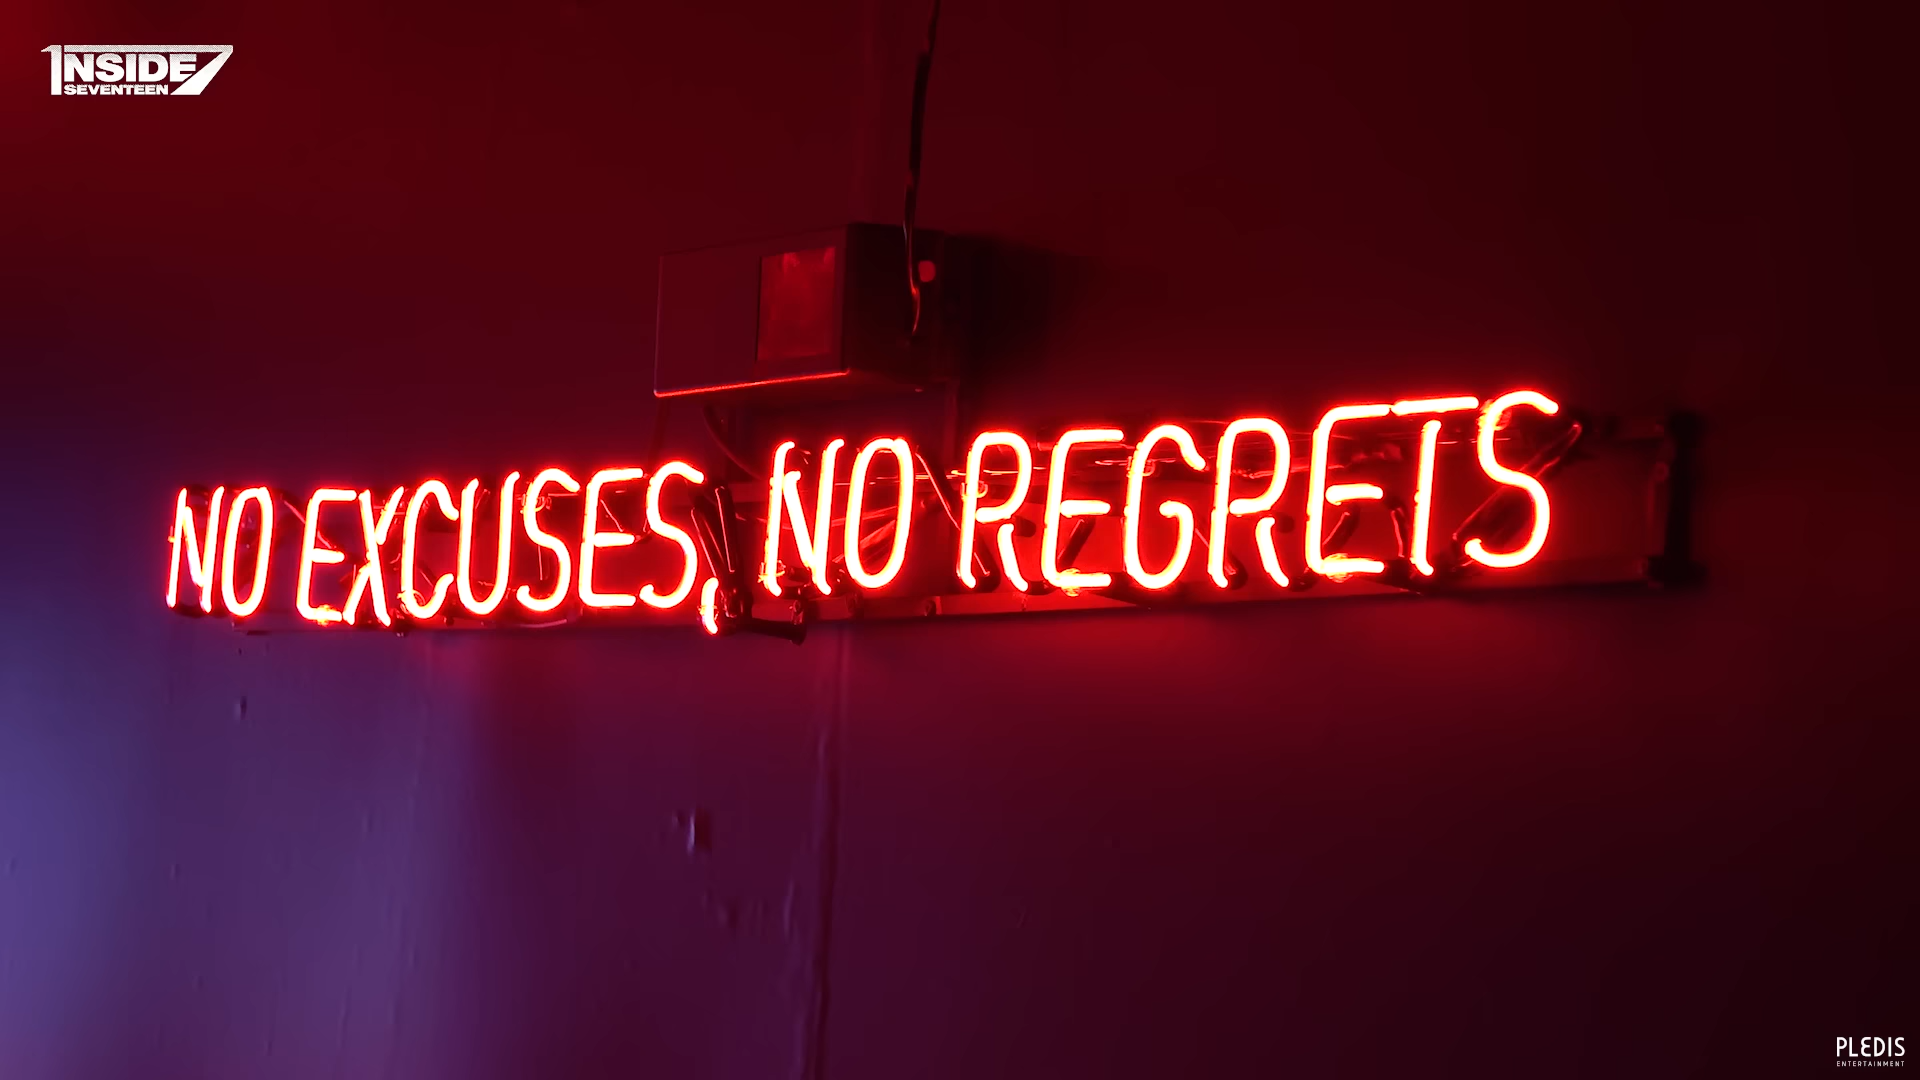 INSIDE
SEVENTEEN
NO EXCUSES, NO REGRETS
PLEDIS
ENTERTAINMENT